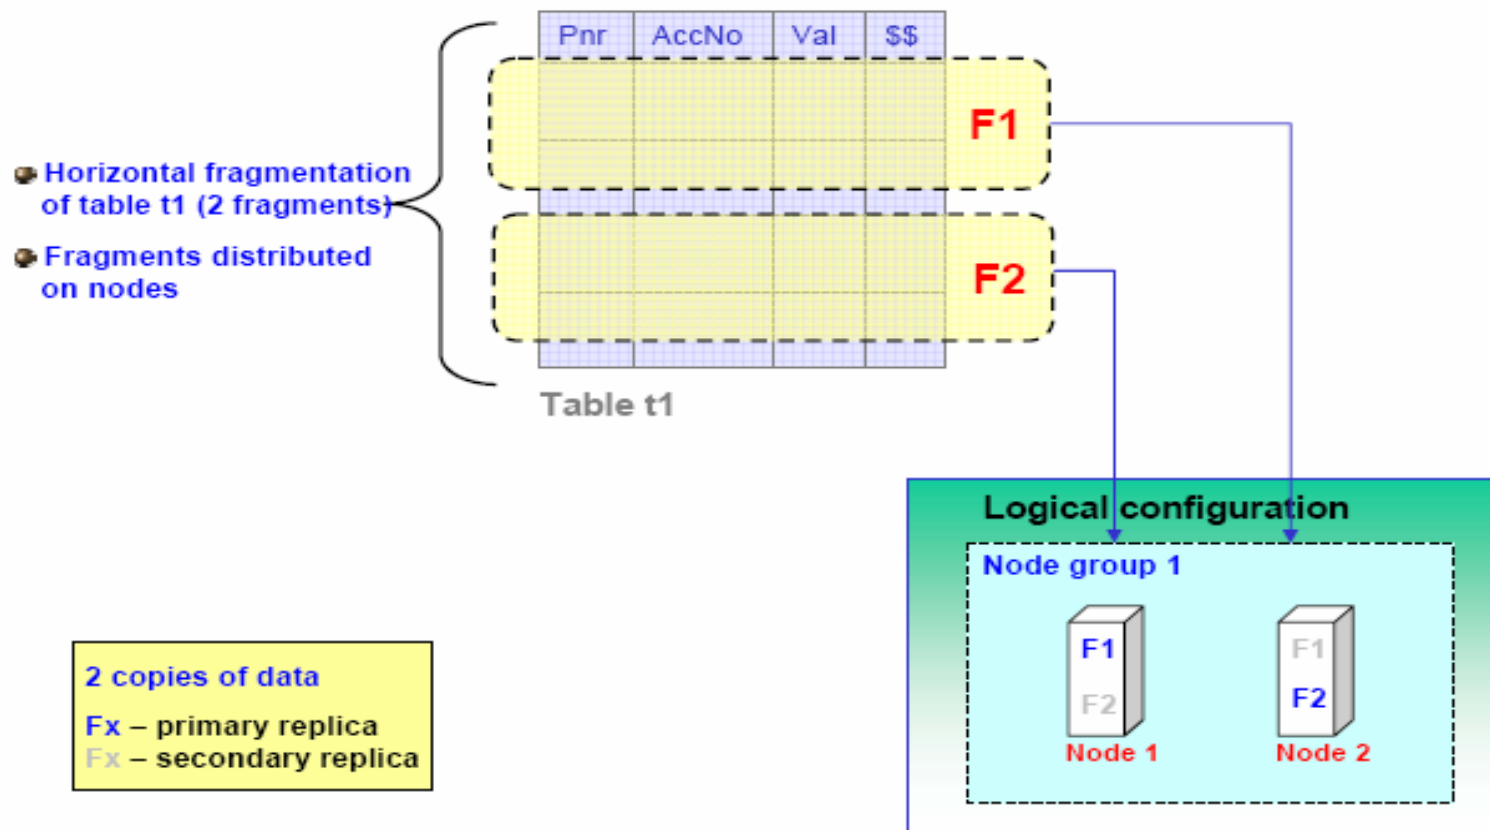 Pnr AccNo Val $$
F1
Horizontal fragmentation
of table t1 (2 fragments)
Fragments distributed
on nodes
F2
Table t1
Logical configuration
Node group 1
F1
F2
Node 1
F1
F2
Node 2
2 copies of data
Fx – primary replica
Fx – secondary replica